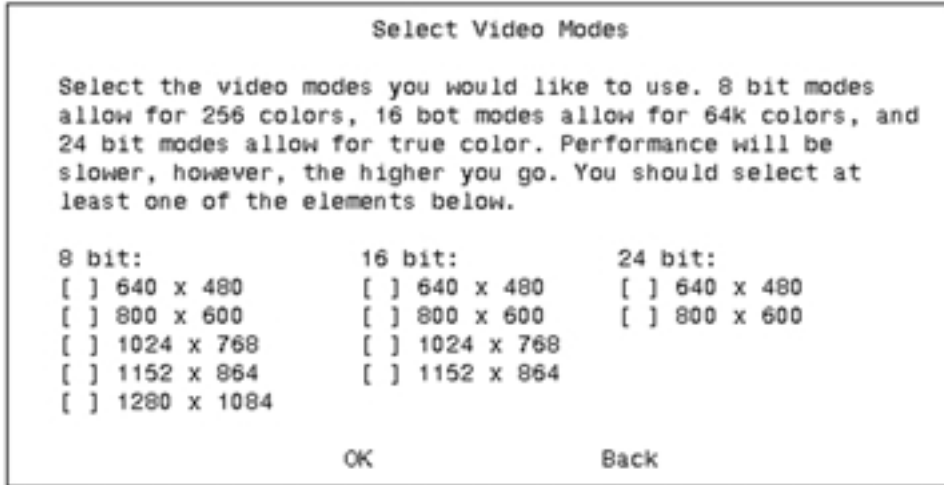 Select Video Modes
Select the video modes you would like to use. 8 bit modes
allow for 256 colors, 16 bot modes allow for 64k colors, and
24 bit modes allow for true color. Performance will be
slower, however, the higher you go. You should select at
least one of the elements below.
8 bit: 16 bit: 24 bit:
[ ] 640 x 480 [ ] 640 x 480 [ ] 640 x 480
[ ] 800 x 600 [ ] 800 x 600 [ ] 800 x 600
[ ] 1024 x 768 [ ] 1024 x 768
[ ] 1152 x 864 [ ] 1152 x 864
[ ] 1280 x 1084
OK Back